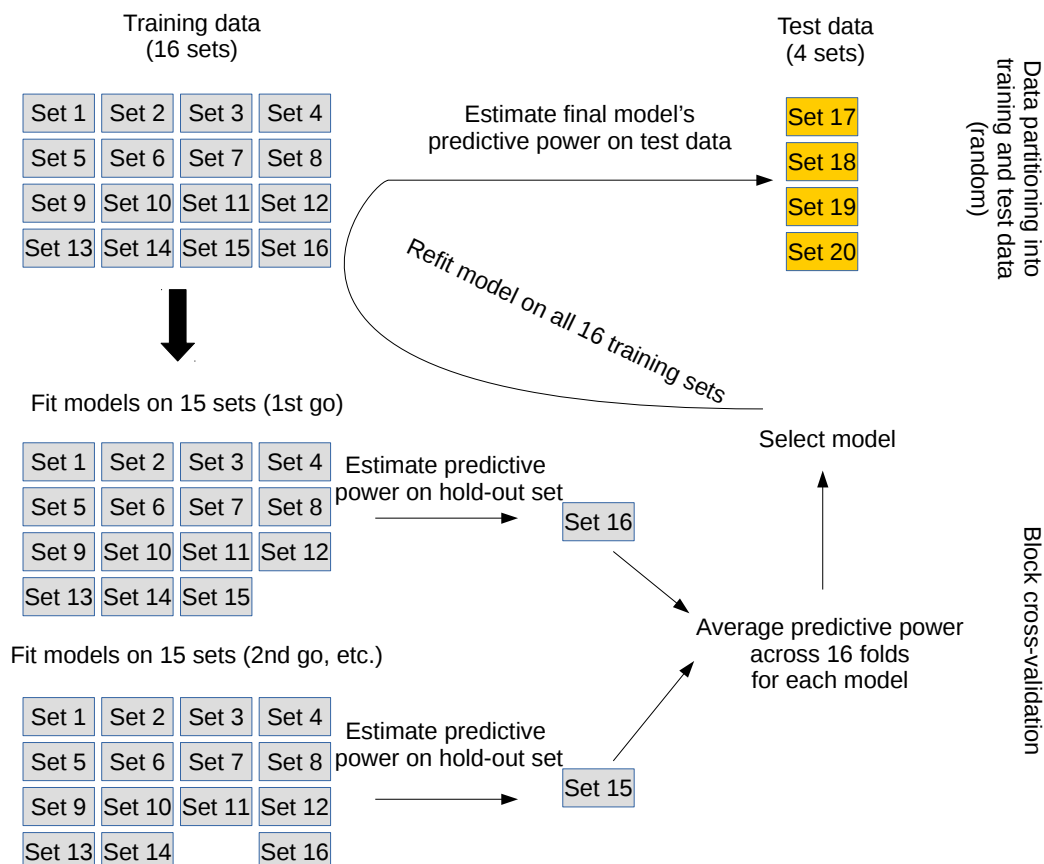 Training data
(16 sets)
Test data
(4 sets)
Set 1 Set 2 Set 3 Set 4
Set 5 Set 6 Set 7 Set 8
Set 9 Set 10 Set 11 Set 12
Set 13 Set 14 Set 15 Set 16
Estimate final model’s
predictive power on test data
Set 17
Set 18
Set 19
Set 20
Data partitioning into
training and test data
(random)
Refit model on all 16 training sets
Fit models on 15 sets (1st go)
Set 1 Set 2 Set 3 Set 4
Set 5 Set 6 Set 7 Set 8
Set 9 Set 10 Set 11 Set 12
Set 13 Set 14 Set 15
Estimate predictive
power on hold-out set
Set 16
Select model
Average predictive power
across 16 folds
for each model
Block cross-validation
Fit models on 15 sets (2nd go, etc.)
Set 1 Set 2 Set 3 Set 4
Set 5 Set 6 Set 7 Set 8
Set 9 Set 10 Set 11 Set 12
Set 13 Set 14 Set 16
Estimate predictive
power on hold-out set
Set 15